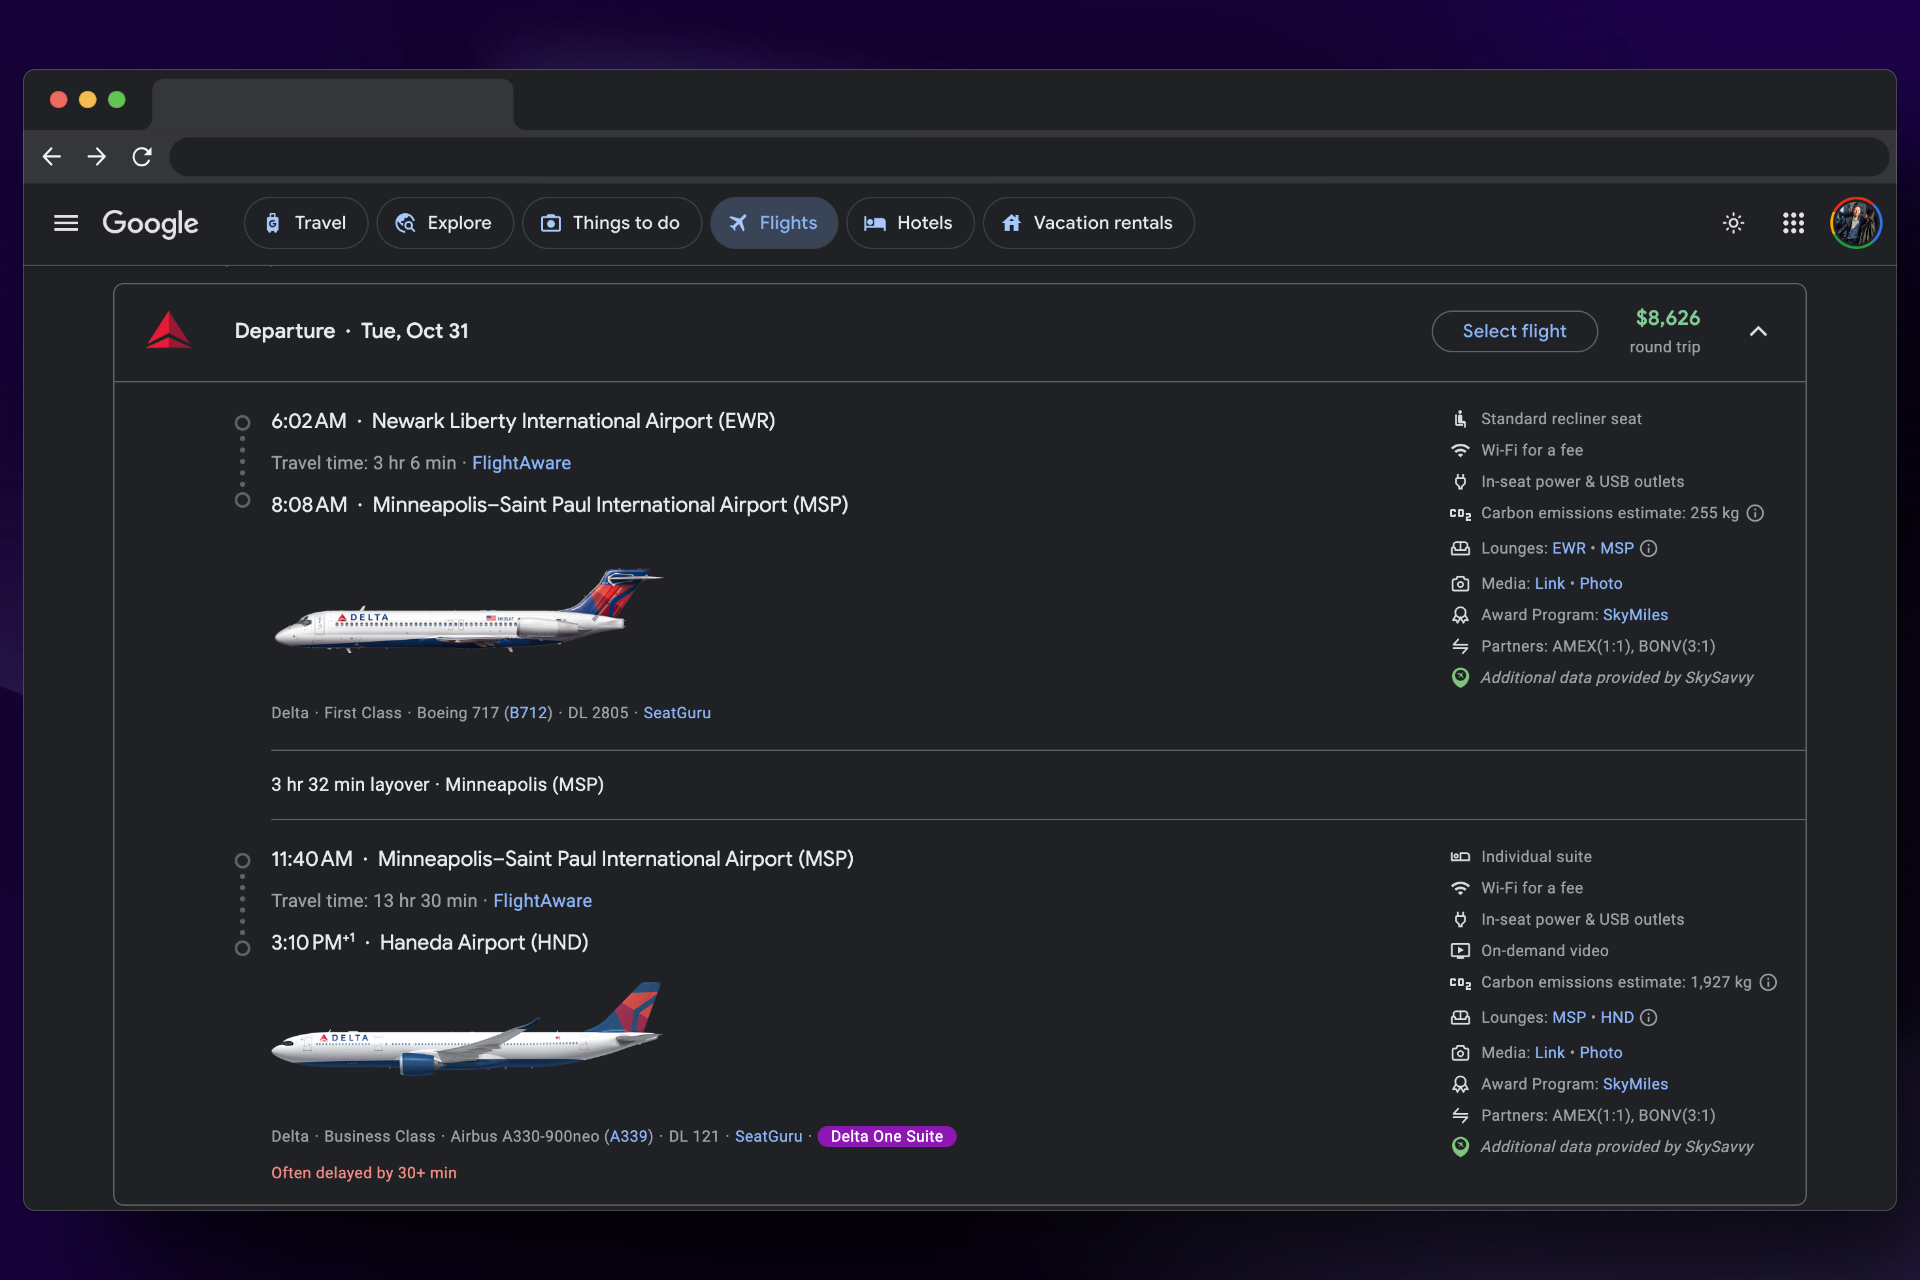 Google
Travel
Explore
Things to do
Flights
Hotels
Vacation rentals
Departure · Tue, Oct 31
Select flight
$8,626
round trip
6:02 AM · Newark Liberty International Airport (EWR)
Travel time: 3 hr 6 min · FlightAware
8:08 AM · Minneapolis–Saint Paul International Airport (MSP)
DELTA
Delta · First Class · Boeing 717 (B712) · DL 2805 · SeatGuru
Standard recliner seat
Wi-Fi for a fee
In-seat power & USB outlets
CO2 Carbon emissions estimate: 255 kg
Lounges: EWR • MSP
Media: Link • Photo
Award Program: SkyMiles
Partners: AMEX(1:1), BONV(3:1)
Additional data provided by SkySavvy
3 hr 32 min layover · Minneapolis (MSP)
11:40 AM · Minneapolis–Saint Paul International Airport (MSP)
Travel time: 13 hr 30 min · FlightAware
3:10 PM+1 · Haneda Airport (HND)
DELTA
Delta · Business Class · Airbus A330-900neo (A339) · DL 121 · SeatGuru · Delta One Suite
Often delayed by 30+ min
Individual suite
Wi-Fi for a fee
In-seat power & USB outlets
On-demand video
CO2 Carbon emissions estimate: 1,927 kg
Lounges: MSP • HND
Media: Link • Photo
Award Program: SkyMiles
Partners: AMEX(1:1), BONV(3:1)
Additional data provided by SkySavvy